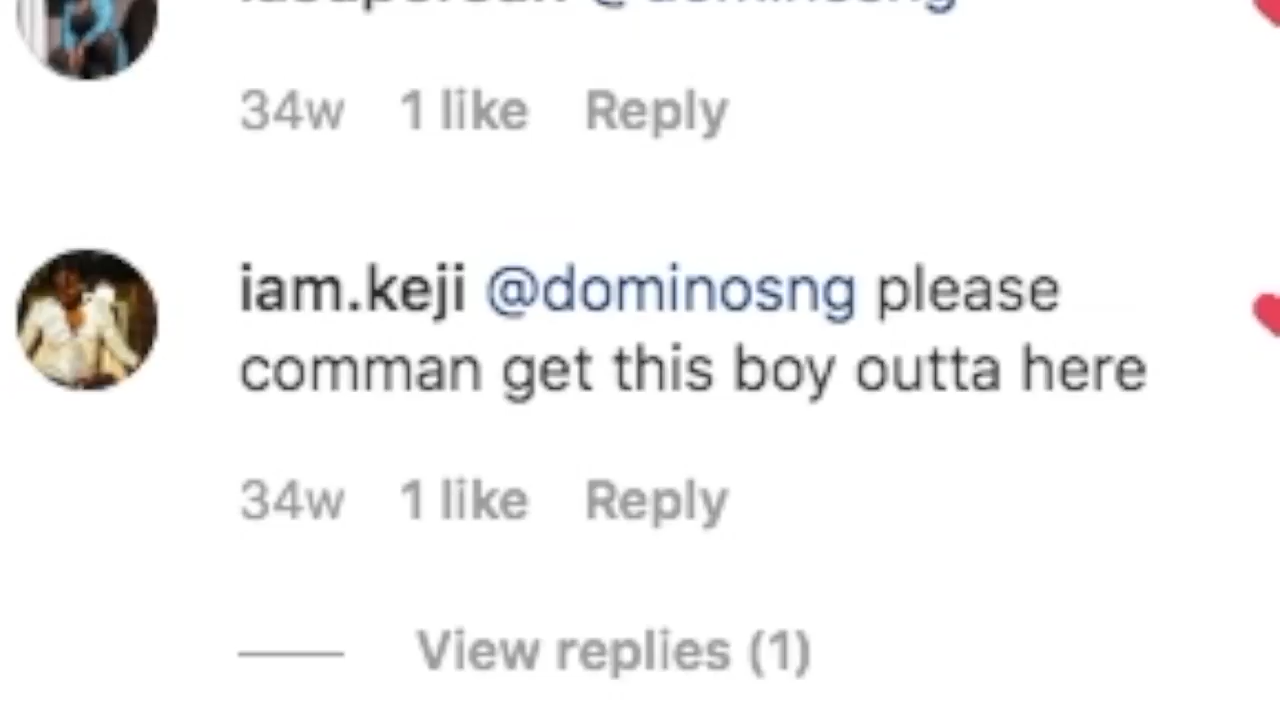 @dominosng
34w 1 like Reply
iam.keji @dominosng please
comman get this boy outta here
34w 1 like Reply
View replies (1)